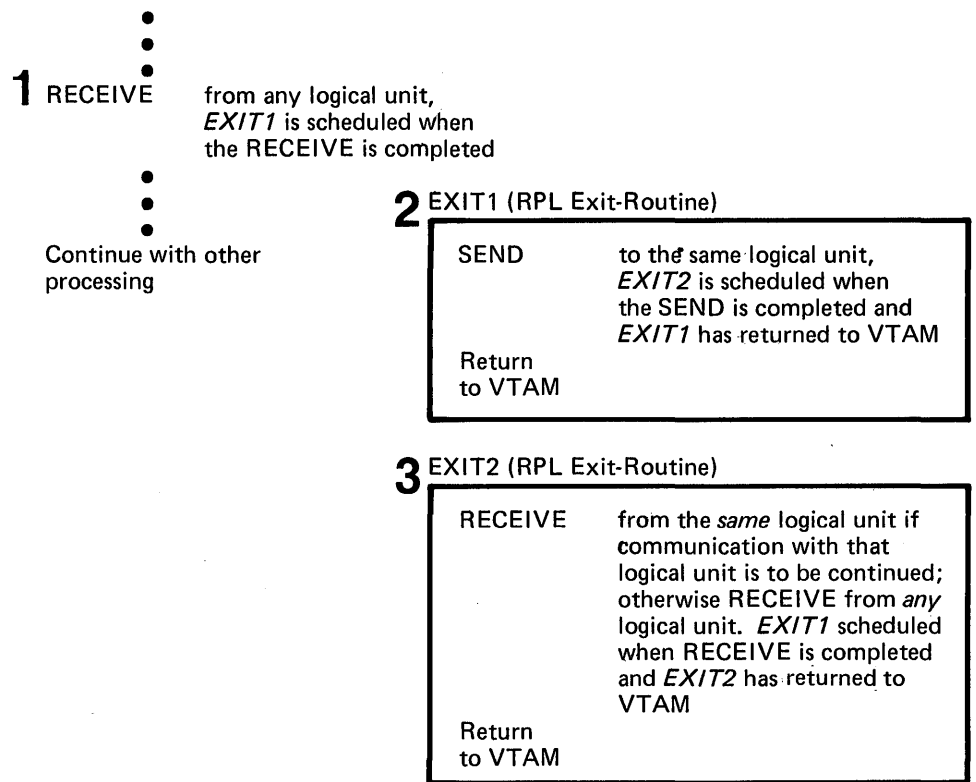 1 RECEIVE from any logical unit,
EXIT1 is scheduled when
the RECEIVE is completed
Continue with other
processing
2 EXIT1 (RPL Exit-Routine)
SEND to the same logical unit,
EXIT2 is scheduled when
the SEND is completed and
EXIT1 has returned to VTAM
Return
to VTAM
3 EXIT2 (RPL Exit-Routine)
RECEIVE from the same logical unit if
communication with that
logical unit is to be continued;
otherwise RECEIVE from any
logical unit. EXIT1 scheduled
when RECEIVE is completed
and EXIT2 has returned to
VTAM
Return
to VTAM